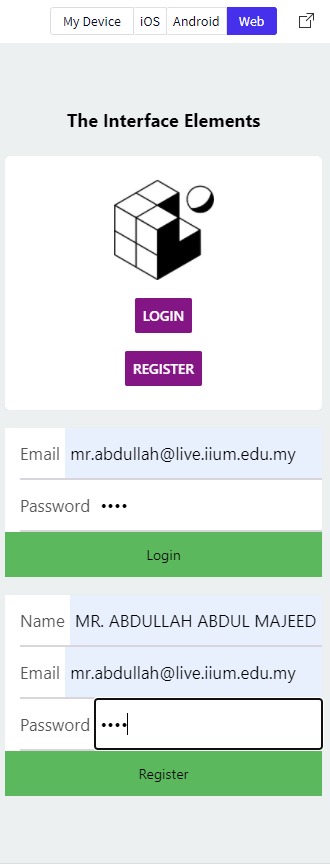 My Device iOS Android Web
The Interface Elements
LOGIN
REGISTER
Email mr.abdullah@live.iium.edu.my
Password ••••
Login
Name MR. ABDULLAH ABDUL MAJEED
Email mr.abdullah@live.iium.edu.my
Password ••••
Register